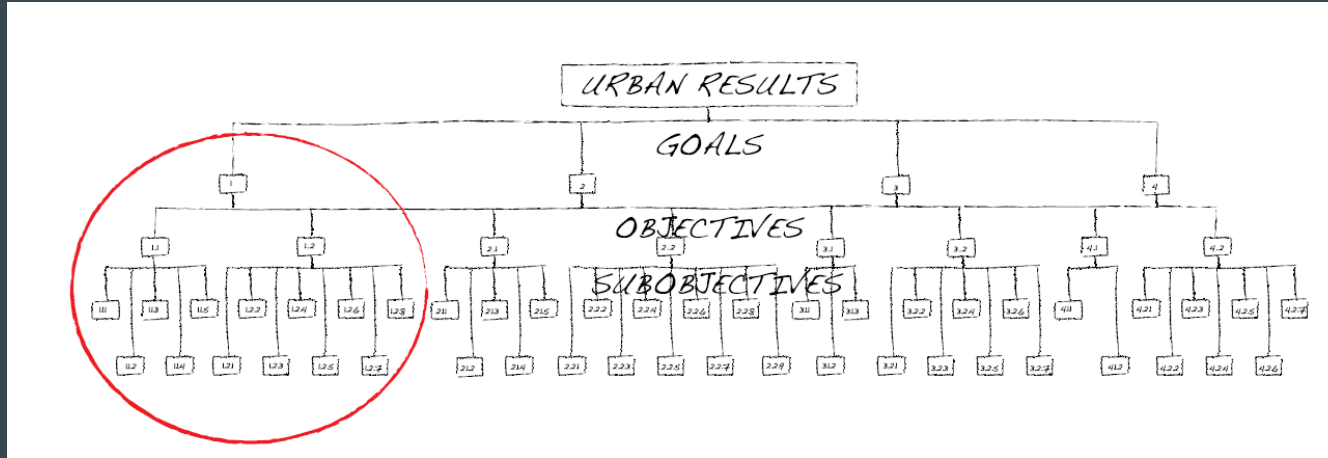 URBAN RESULTS
GOALS
1 2 3 4
OBJECTIVES
1.1 1.2 2.1 2.2 3.1 3.2 4.1 4.2
SUBOBJECTIVES
1.1.1 1.1.3 1.1.5 1.2.2 1.2.4 1.2.6 1.2.8 2.1.1 2.1.3 2.1.5 2.2.2 2.2.4 2.2.6 2.2.8 3.1.1 3.1.3 3.2.2 3.2.4 3.2.6 4.1.1 4.2.1 4.2.3 4.2.5 4.2.7
1.1.2 1.1.4 1.2.1 1.2.3 1.2.5 1.2.7 2.1.2 2.1.4 2.2.1 2.2.3 2.2.5 2.2.7 2.2.9 3.1.2 3.2.1 3.2.3 3.2.5 3.2.7 4.1.2 4.2.2 4.2.4 4.2.6